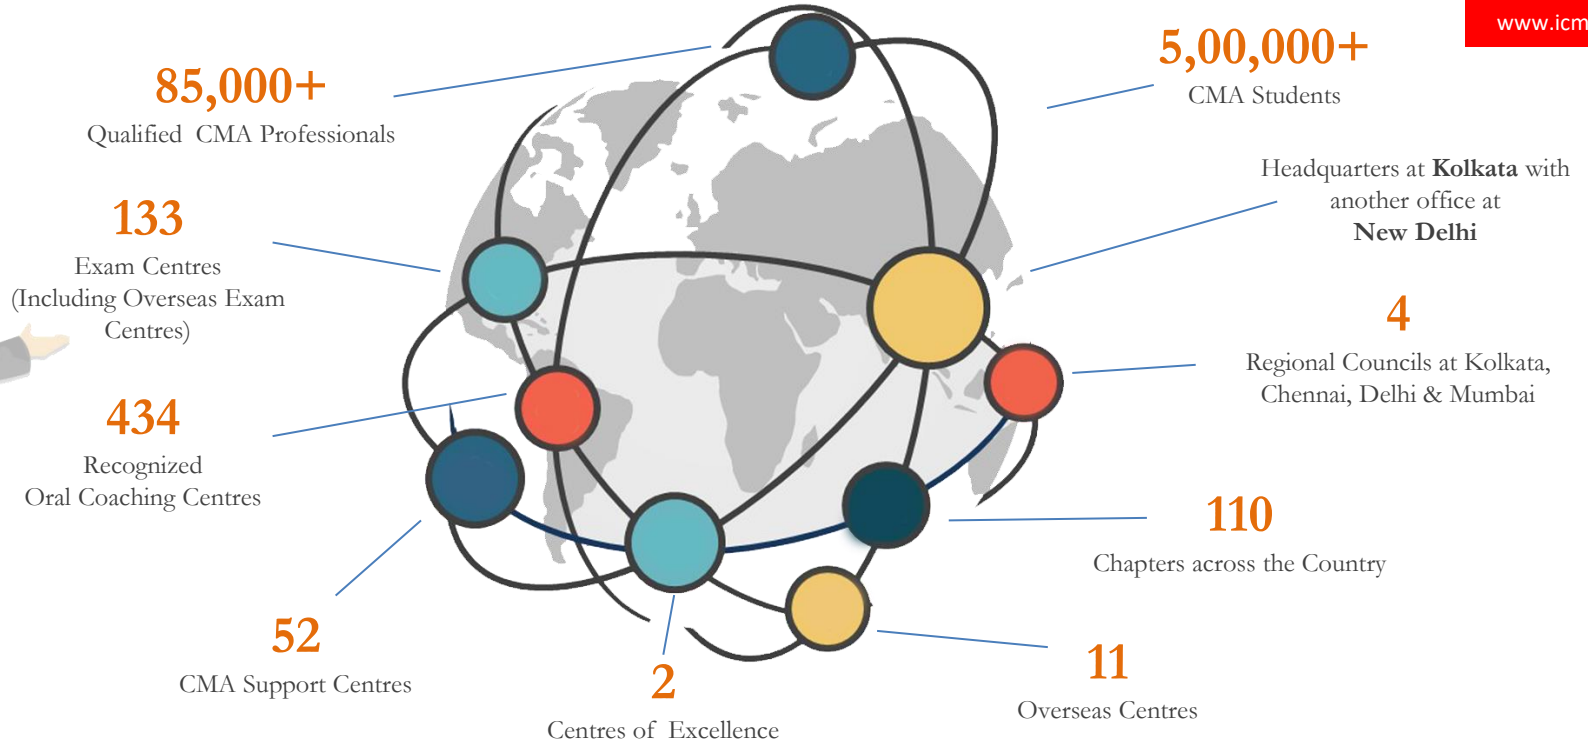 www.icm
85,000+
Qualified CMA Professionals
5,00,000+
CMA Students
Headquarters at Kolkata with
another office at
New Delhi
133
Exam Centres
(Including Overseas Exam
Centres)
4
Regional Councils at Kolkata,
Chennai, Delhi & Mumbai
434
Recognized
Oral Coaching Centres
110
Chapters across the Country
52
CMA Support Centres
2
Centres of Excellence
11
Overseas Centres